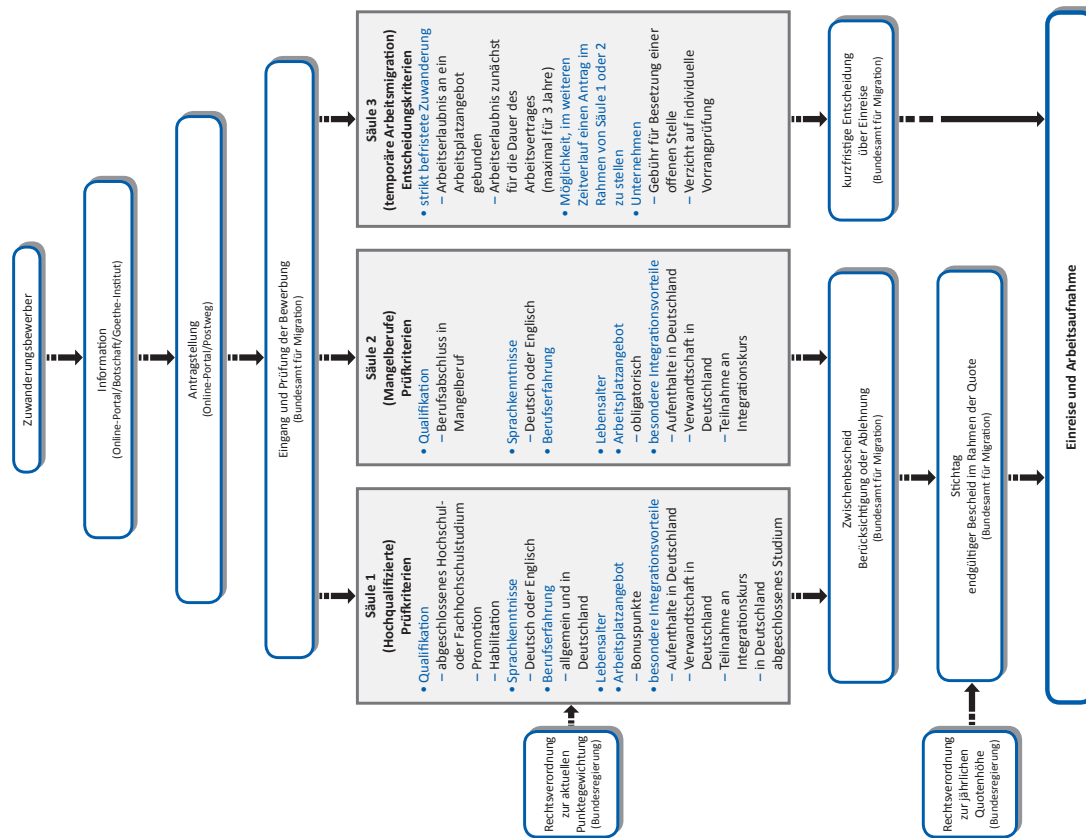 Zuwanderungsbewerber
Information
(Online-Portal/Botschaft/Goethe-Institut)
Antragstellung
(Online-Portal/Postweg)
Eingang und Prüfung der Bewerbung
(Bundesamt für Migration)
Säule 1
(Hochqualifizierte)
Prüfkriterien
• Qualifikation
– abgeschlossenes Hochschul-
oder Fachhochschulstudium
– Promotion
– Habilitation
• Sprachkenntnisse
– Deutsch oder Englisch
• Berufserfahrung
– allgemein und in
Deutschland
• Lebensalter
• Arbeitsplatzangebot
– Bonuspunkte
• besondere Integrationsvorteile
– Aufenthalte in Deutschland
– Verwandtschaft in
Deutschland
– Teilnahme an
Integrationskurs
– in Deutschland
abgeschlossenes Studium
Säule 2
(Mangelberufe)
Prüfkriterien
• Qualifikation
– Berufsabschluss in
Mangelberuf
• Sprachkenntnisse
– Deutsch oder Englisch
• Berufserfahrung
• Lebensalter
• Arbeitsplatzangebot
– obligatorisch
• besondere Integrationsvorteile
– Aufenthalte in Deutschland
– Verwandtschaft in
Deutschland
– Teilnahme an
Integrationskurs
Säule 3
(temporäre Arbeitsmigration)
Entscheidungskriterien
• strikt befristete Zuwanderung
– Arbeitserlaubnis an ein
Arbeitsplatzangebot
gebunden
– Arbeitserlaubnis zunächst
für die Dauer des
Arbeitsvertrages
(maximal für 3 Jahre)
• Möglichkeit, im weiteren
Zeitverlauf einen Antrag im
Rahmen von Säule 1 oder 2
zu stellen
• Unternehmen
– Gebühr für Besetzung einer
offenen Stelle
– Verzicht auf individuelle
Vorrangprüfung
Rechtsverordnung
zur aktuellen
Punktegewichtung
(Bundesregierung)
Zwischenbescheid
Berücksichtigung oder Ablehnung
(Bundesamt für Migration)
kurzfristige Entscheidung
über Einreise
(Bundesamt für Migration)
Rechtsverordnung
zur jährlichen
Quotenhöhe
(Bundesregierung)
Stichtag
endgültiger Bescheid im Rahmen der Quote
(Bundesamt für Migration)
Einreise und Arbeitsaufnahme